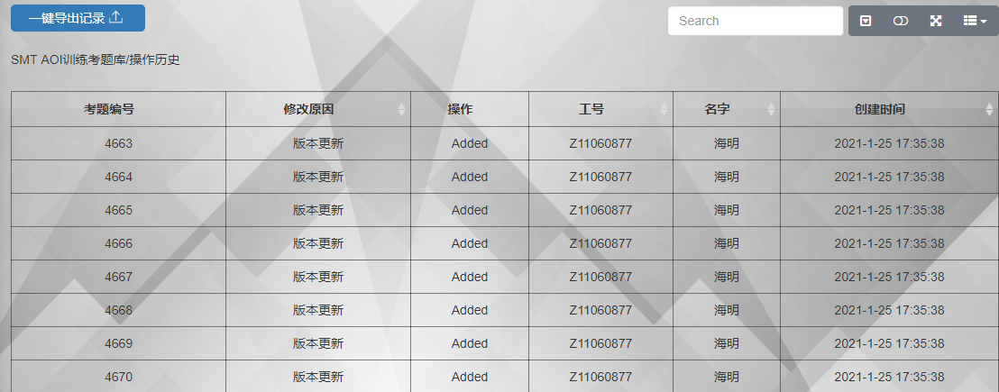 一键导出记录
Search
SMT AOI训练考题库/操作历史
考题编号 修改原因 操作 工号 名字 创建时间
4663 版本更新 Added Z11060877 海明 2021-1-25 17:35:38
4664 版本更新 Added Z11060877 海明 2021-1-25 17:35:38
4665 版本更新 Added Z11060877 海明 2021-1-25 17:35:38
4666 版本更新 Added Z11060877 海明 2021-1-25 17:35:38
4667 版本更新 Added Z11060877 海明 2021-1-25 17:35:38
4668 版本更新 Added Z11060877 海明 2021-1-25 17:35:38
4669 版本更新 Added Z11060877 海明 2021-1-25 17:35:38
4670 版本更新 Added Z11060877 海明 2021-1-25 17:35:38